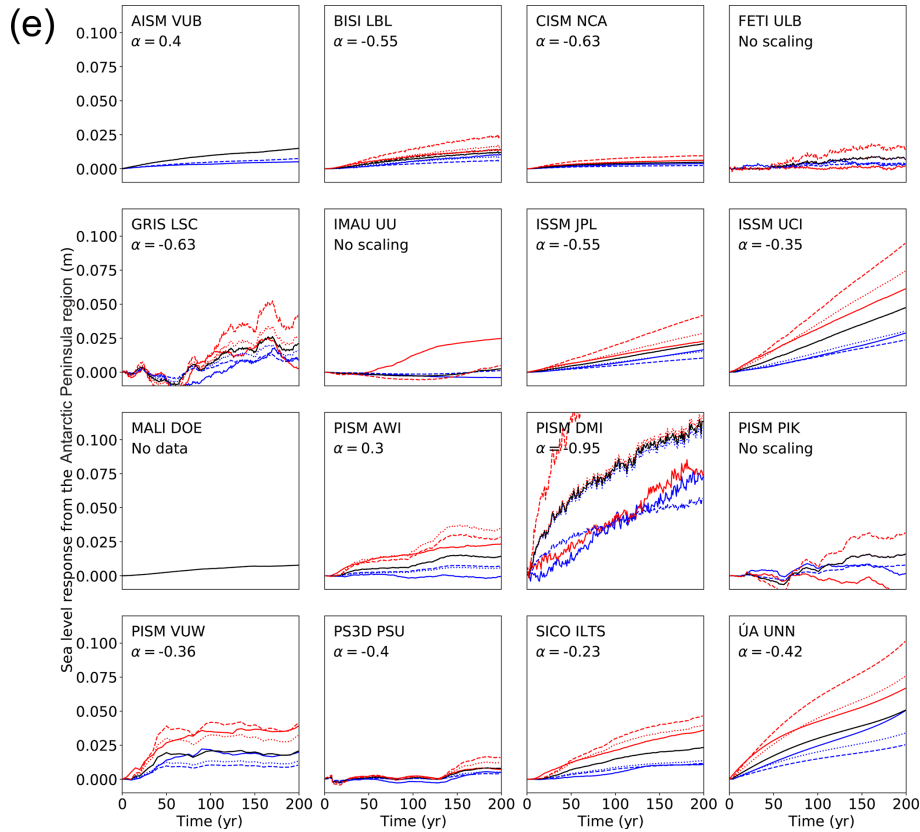 (e)
Sea level response from the Antarctic Peninsula region (m)
AISM VUB
α = 0.4
BISI LBL
α = -0.55
CISM NCA
α = -0.63
FETI ULB
No scaling
0.100
0.075
0.050
0.025
0.000
GRIS LSC
α = -0.63
IMAU UU
No scaling
ISSM JPL
α = -0.55
ISSM UCI
α = -0.35
0.100
0.075
0.050
0.025
0.000
MALI DOE
No data
PISM AWI
α = 0.3
PISM DMI
α = -0.95
PISM PIK
No scaling
0.100
0.075
0.050
0.025
0.000
PISM VUW
α = -0.36
PS3D PSU
α = -0.4
SICO ILTS
α = -0.23
ÚA UNN
α = -0.42
0.100
0.075
0.050
0.025
0.000
0 50 100 150 200
0 50 100 150 200
0 50 100 150 200
0 50 100 150 200
Time (yr)
Time (yr)
Time (yr)
Time (yr)